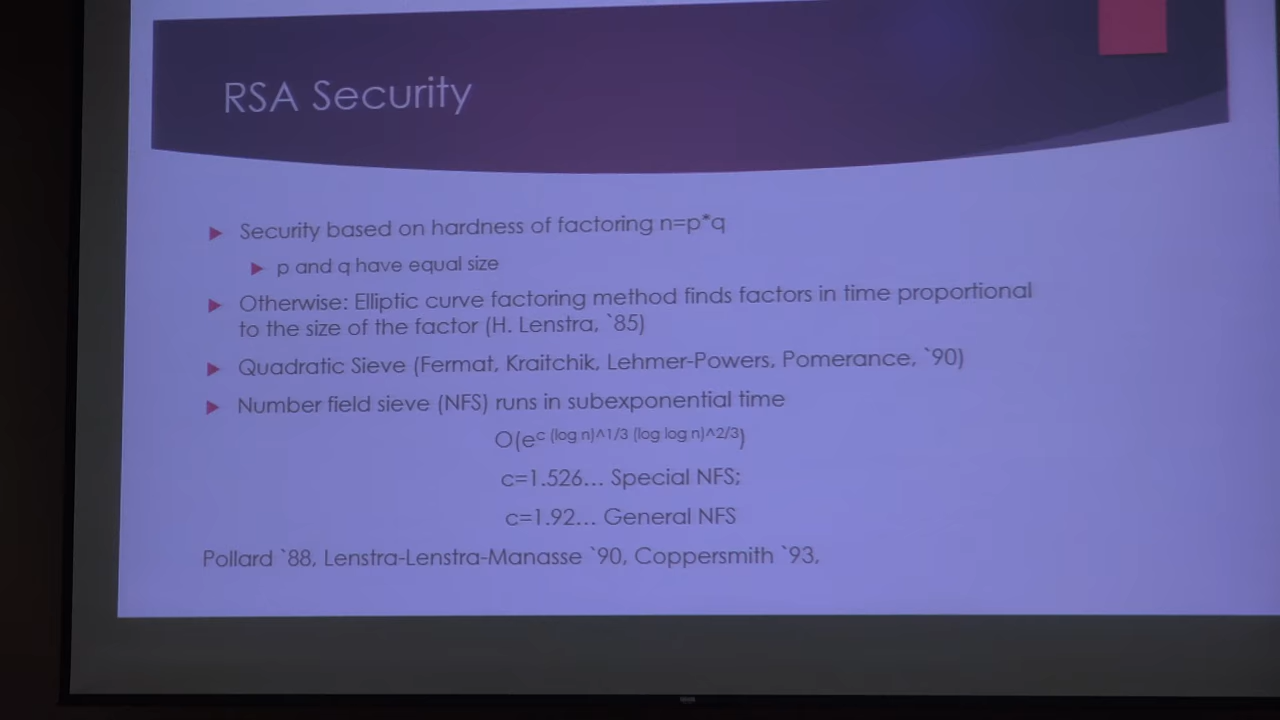 RSA Security
Security based on hardness of factoring n=p*q
p and q have equal size
Otherwise: Elliptic curve factoring method finds factors in time proportional
to the size of the factor (H. Lenstra, `85)
Quadratic Sieve (Fermat, Kraitchik, Lehmer-Powers, Pomerance, `90)
Number field sieve (NFS) runs in subexponential time
O(e^c (log n)^1/3 (log log n)^2/3)
c=1.526... Special NFS;
c=1.92... General NFS
Pollard `88, Lenstra-Lenstra-Manasse `90, Coppersmith `93,